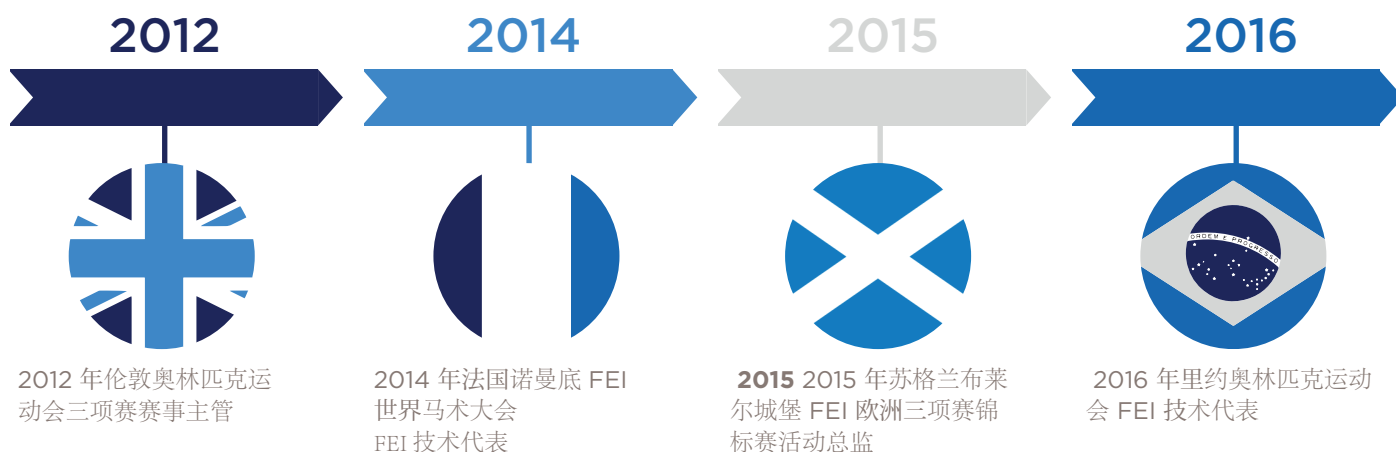 2012
2014
2015
2016
ORDEM E PROGRESSO
2012 年伦敦奥林匹克运
动会三项赛赛事主管
2014 年法国诺曼底 FEI
世界马术大会
FEI 技术代表
2015 2015 年苏格兰布莱
尔城堡 FEI 欧洲三项赛锦
标赛活动总监
2016 年里约奥林匹克运动
会 FEI 技术代表